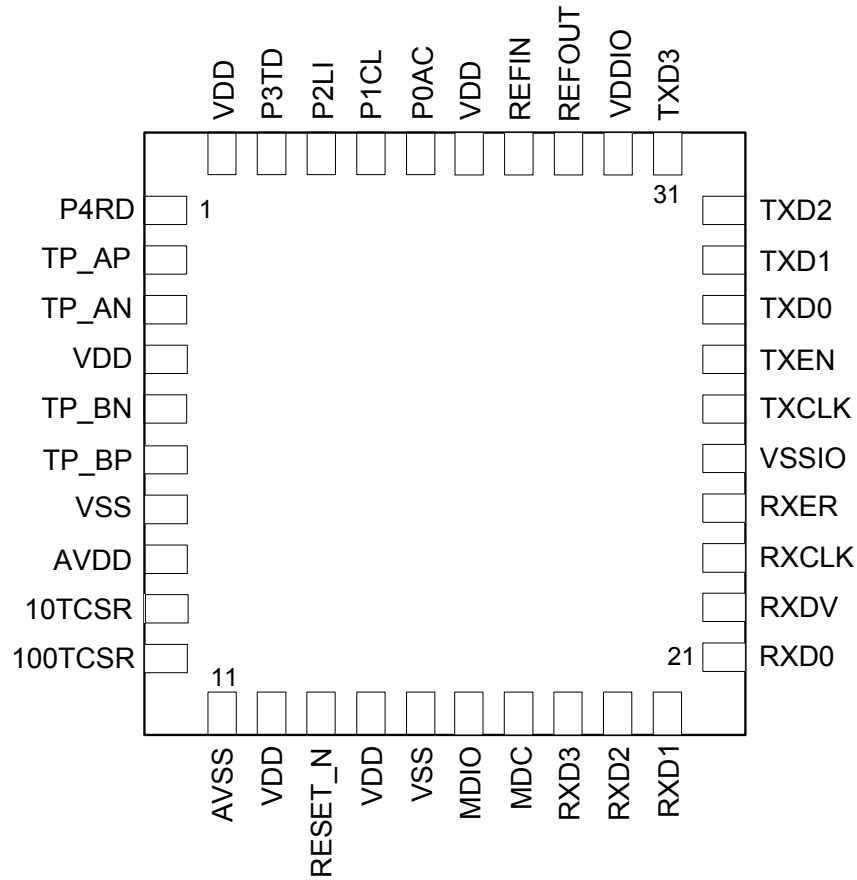 VDD
P3TD
P2LI
P1CL
P0AC
VDD
REFIN
REFOUT
VDDIO
TXD3
31
P4RD
1
TP_AP
TP_AN
VDD
TP_BN
TP_BP
VSS
AVDD
10TCSR
100TCSR
TXD2
TXD1
TXD0
TXEN
TXCLK
VSSIO
RXER
RXCLK
RXDV
21
RXD0
11
AVSS
VDD
RESET_N
VDD
VSS
MDIO
MDC
RXD3
RXD2
RXD1